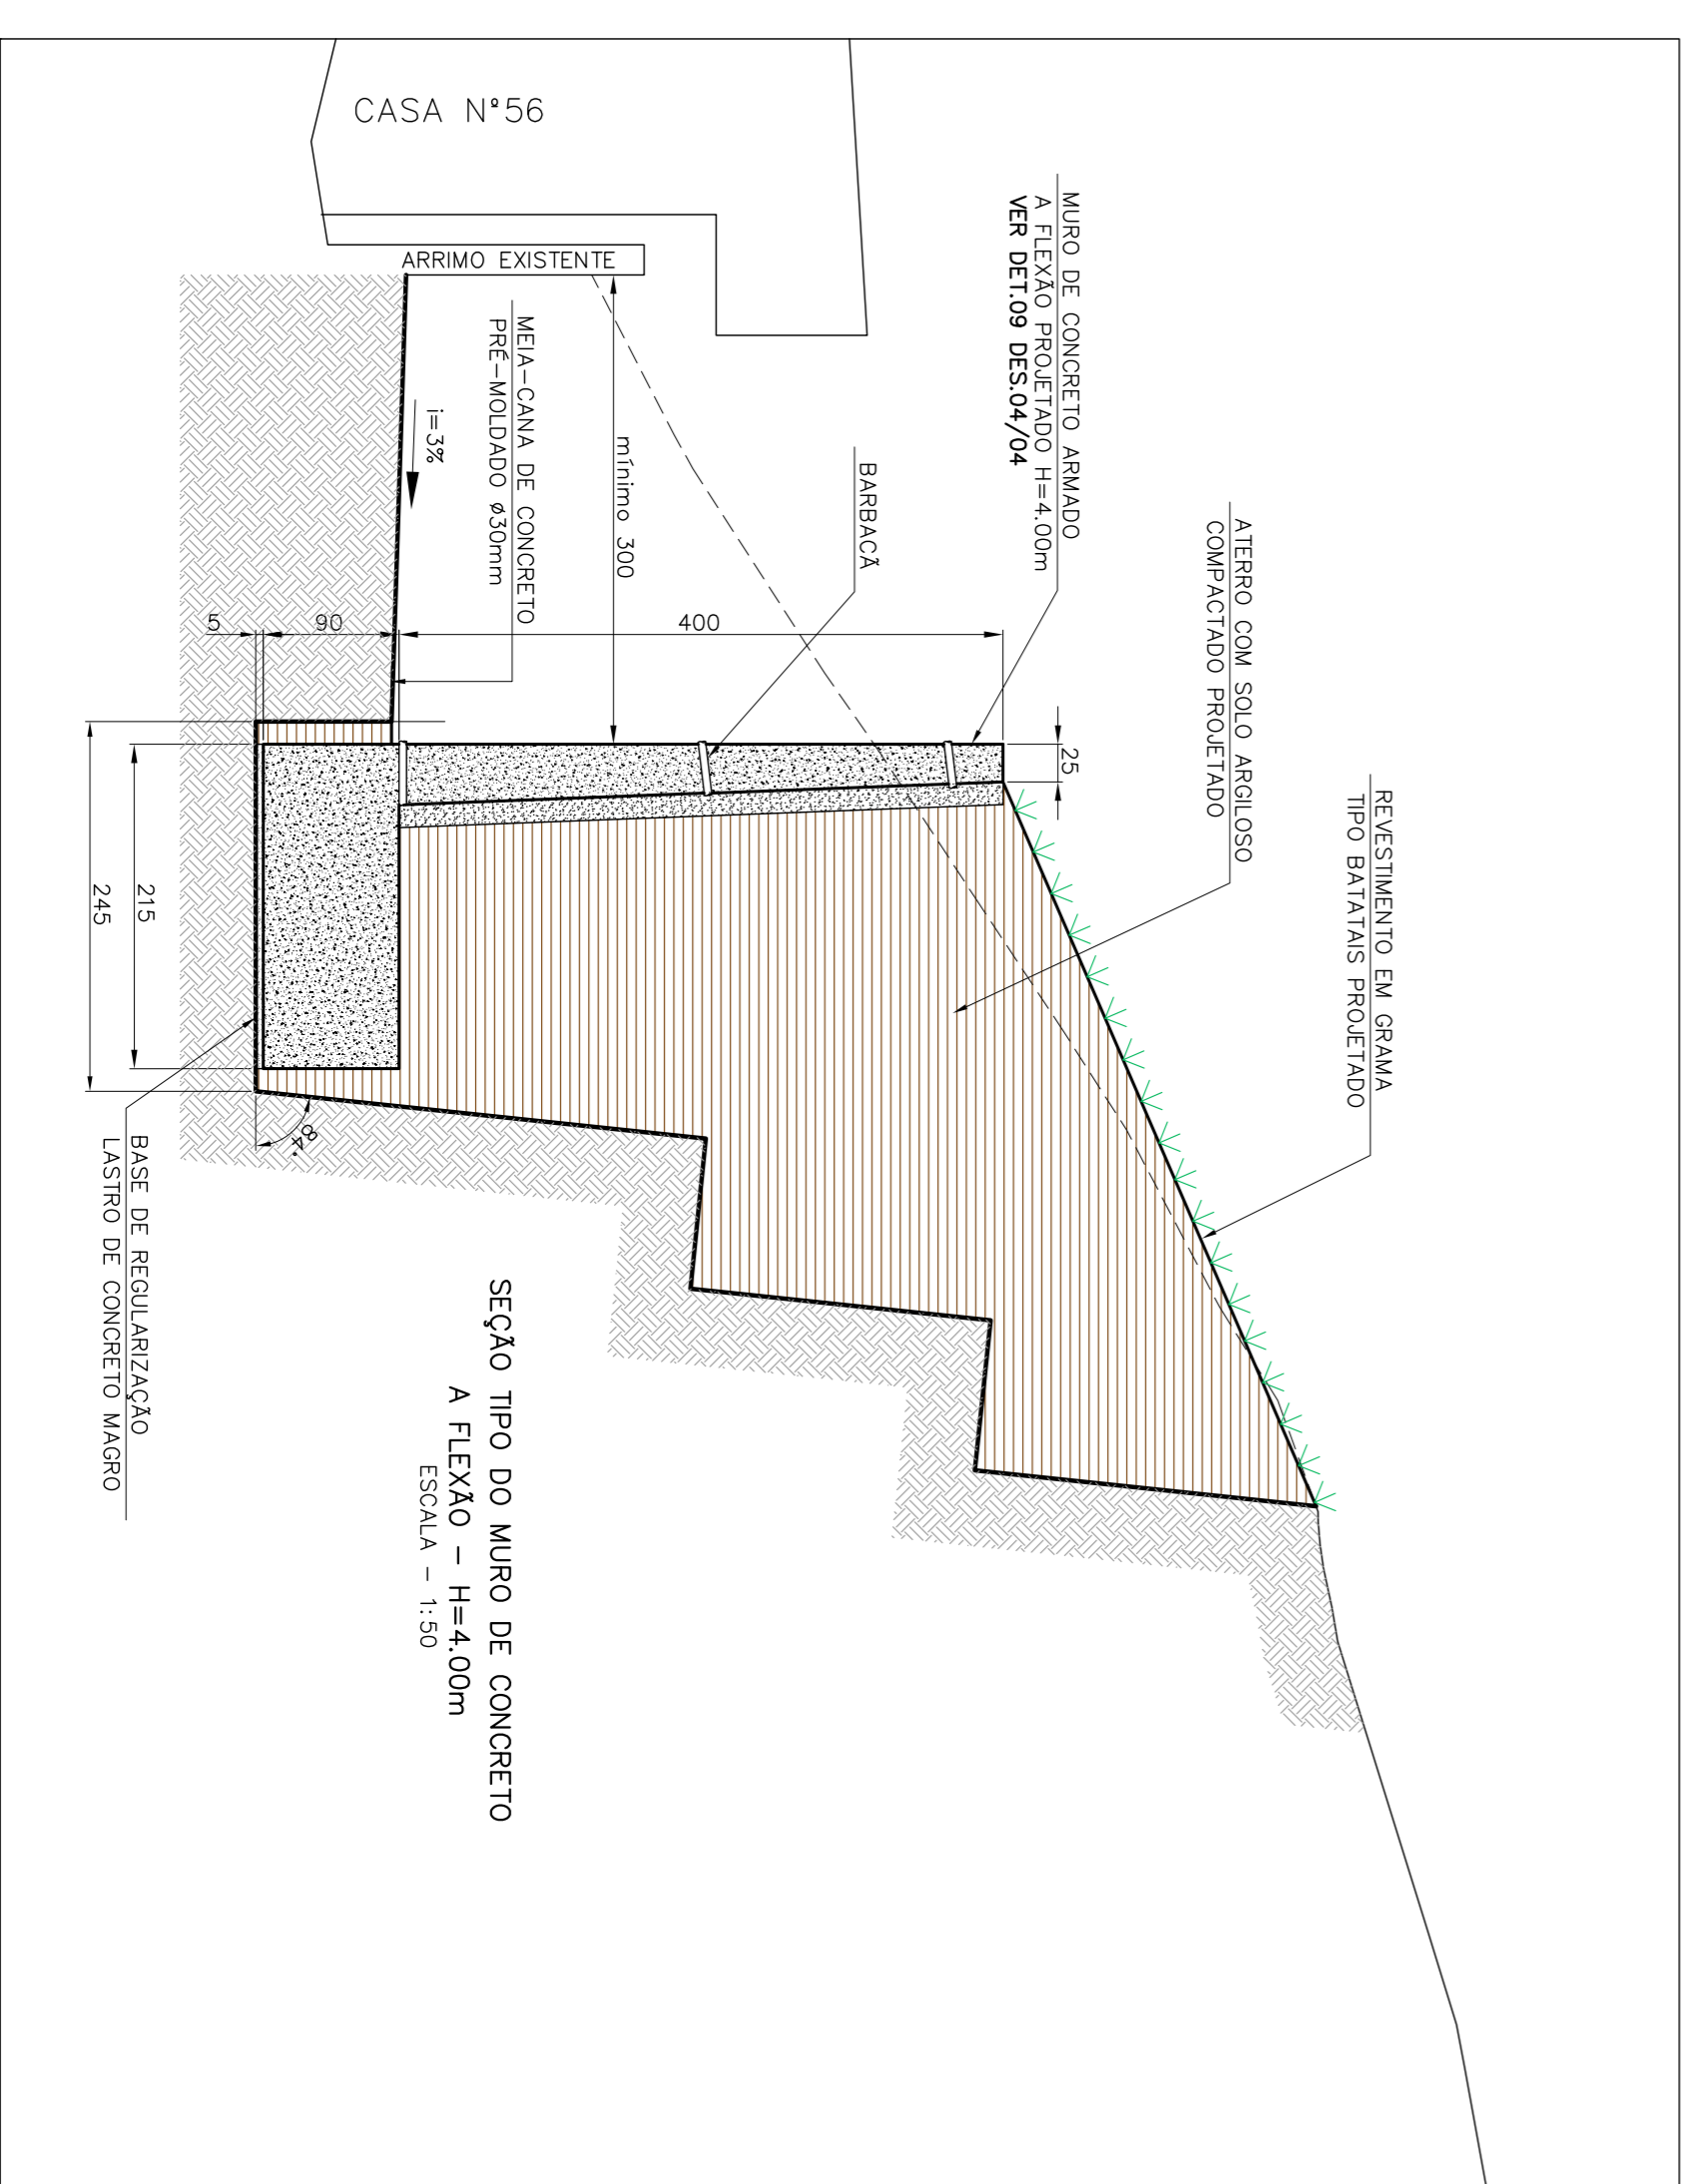 CASA N°56
ARRIMO EXISTENTE
MURO DE CONCRETO ARMADO
A FLEXÃO PROJETADO H=4.00m
VER DET.09 DES.04/04
MEIA-CANA DE CONCRETO
PRÉ-MOLDADO ø30mm
i=3%
mínimo 300
BARBACÃ
ATERRO COM SOLO ARGILOSO
COMPACTADO PROJETADO
REVESTIMENTO EM GRAMA
TIPO BATATAIS PROJETADO
25
400
90
5
215
245
84°
BASE DE REGULARIZAÇÃO
LASTRO DE CONCRETO MAGRO
SEÇÃO TIPO DO MURO DE CONCRETO
A FLEXÃO - H=4.00m
ESCALA - 1:50